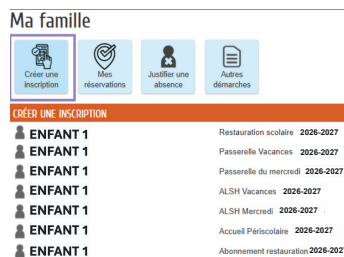 Ma famille
Créer une inscription
Mes réservations
Justifier une absence
Autres démarches
CRÉER UNE INSCRIPTION
ENFANT 1 Restauration scolaire 2026-2027
ENFANT 1 Passerelle Vacances 2026-2027
ENFANT 1 Passerelle du mercredi 2026-2027
ENFANT 1 ALSH Vacances 2026-2027
ENFANT 1 ALSH Mercredi 2026-2027
ENFANT 1 Accueil Périscolaire 2026-2027
ENFANT 1 Abonnement restauration 2026-202